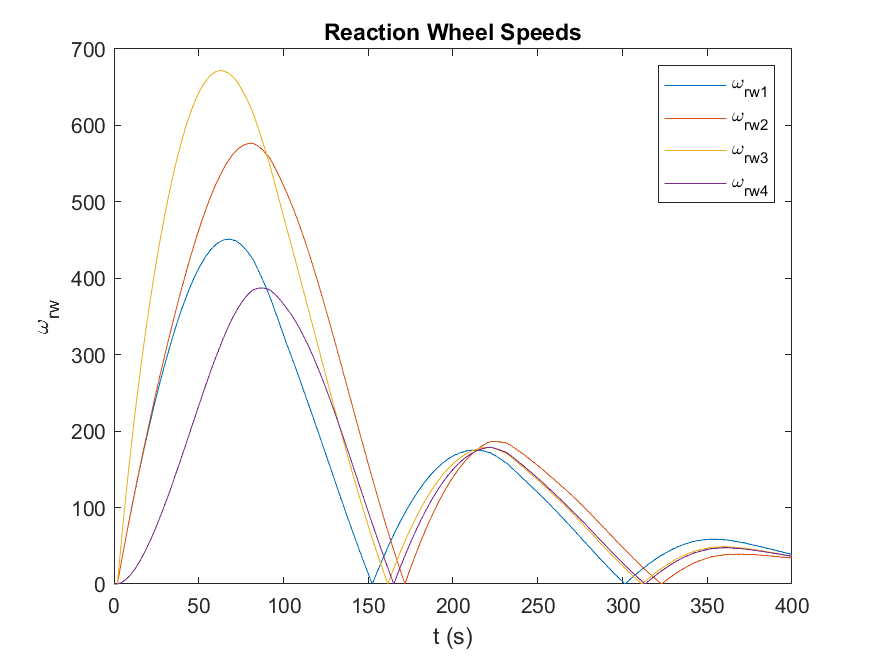 Reaction Wheel Speeds
700
600
500
400
300
200
100
0
ω_rw
ω_rw1
ω_rw2
ω_rw3
ω_rw4
0 50 100 150 200 250 300 350 400
t (s)